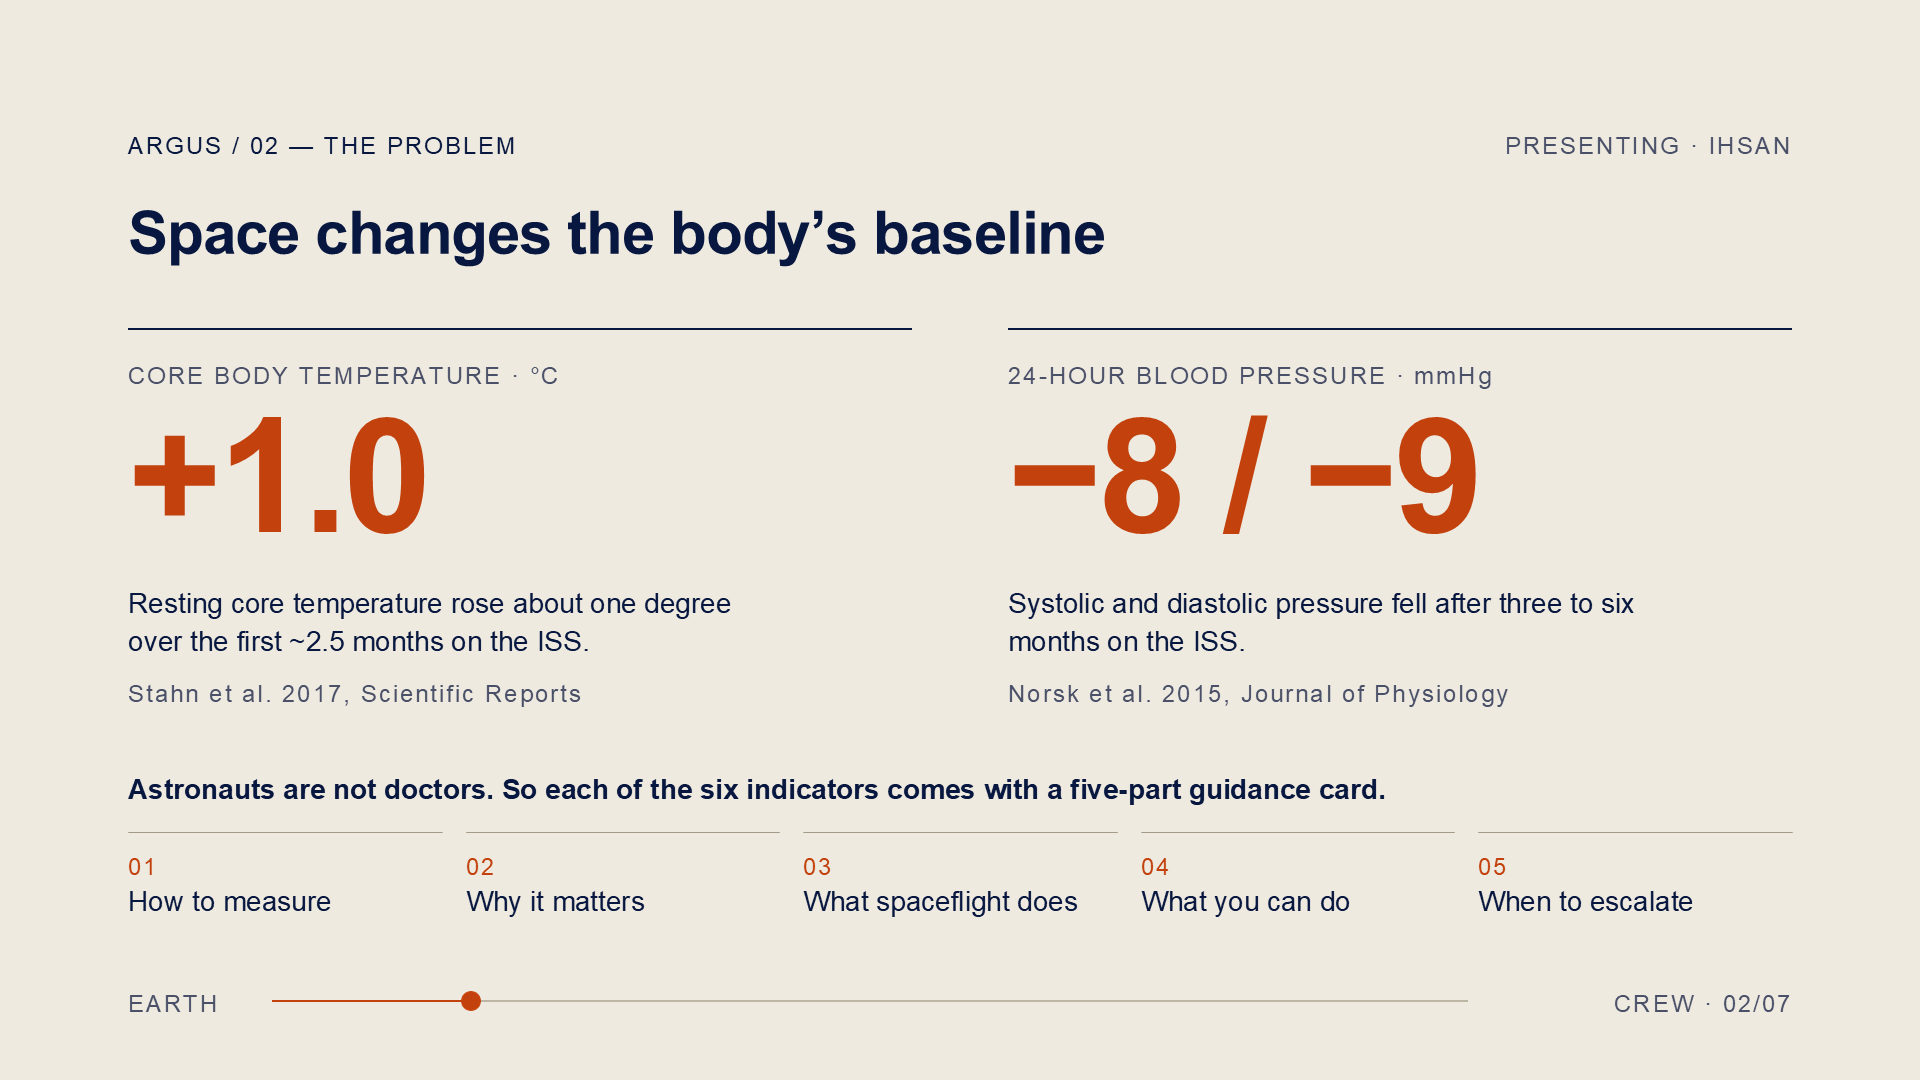 ARGUS / 02 — THE PROBLEM
PRESENTING · IHSAN
Space changes the body’s baseline
CORE BODY TEMPERATURE · °C
+1.0
Resting core temperature rose about one degree
over the first ~2.5 months on the ISS.
Stahn et al. 2017, Scientific Reports
24-HOUR BLOOD PRESSURE · mmHg
−8 / −9
Systolic and diastolic pressure fell after three to six
months on the ISS.
Norsk et al. 2015, Journal of Physiology
Astronauts are not doctors. So each of the six indicators comes with a five-part guidance card.
01
How to measure
02
Why it matters
03
What spaceflight does
04
What you can do
05
When to escalate
EARTH
CREW · 02/07